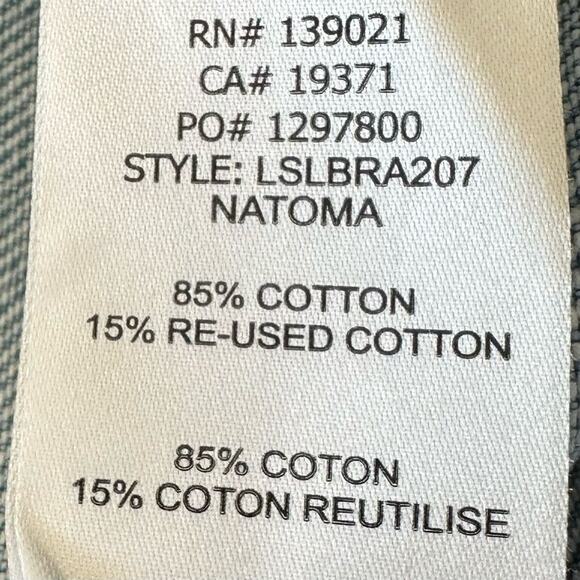 RN# 139021
CA# 19371
PO# 1297800
STYLE: LSLBRA207
NATOMA
85% COTTON
15% RE-USED COTTON
85% COTON
15% COTON REUTILISE